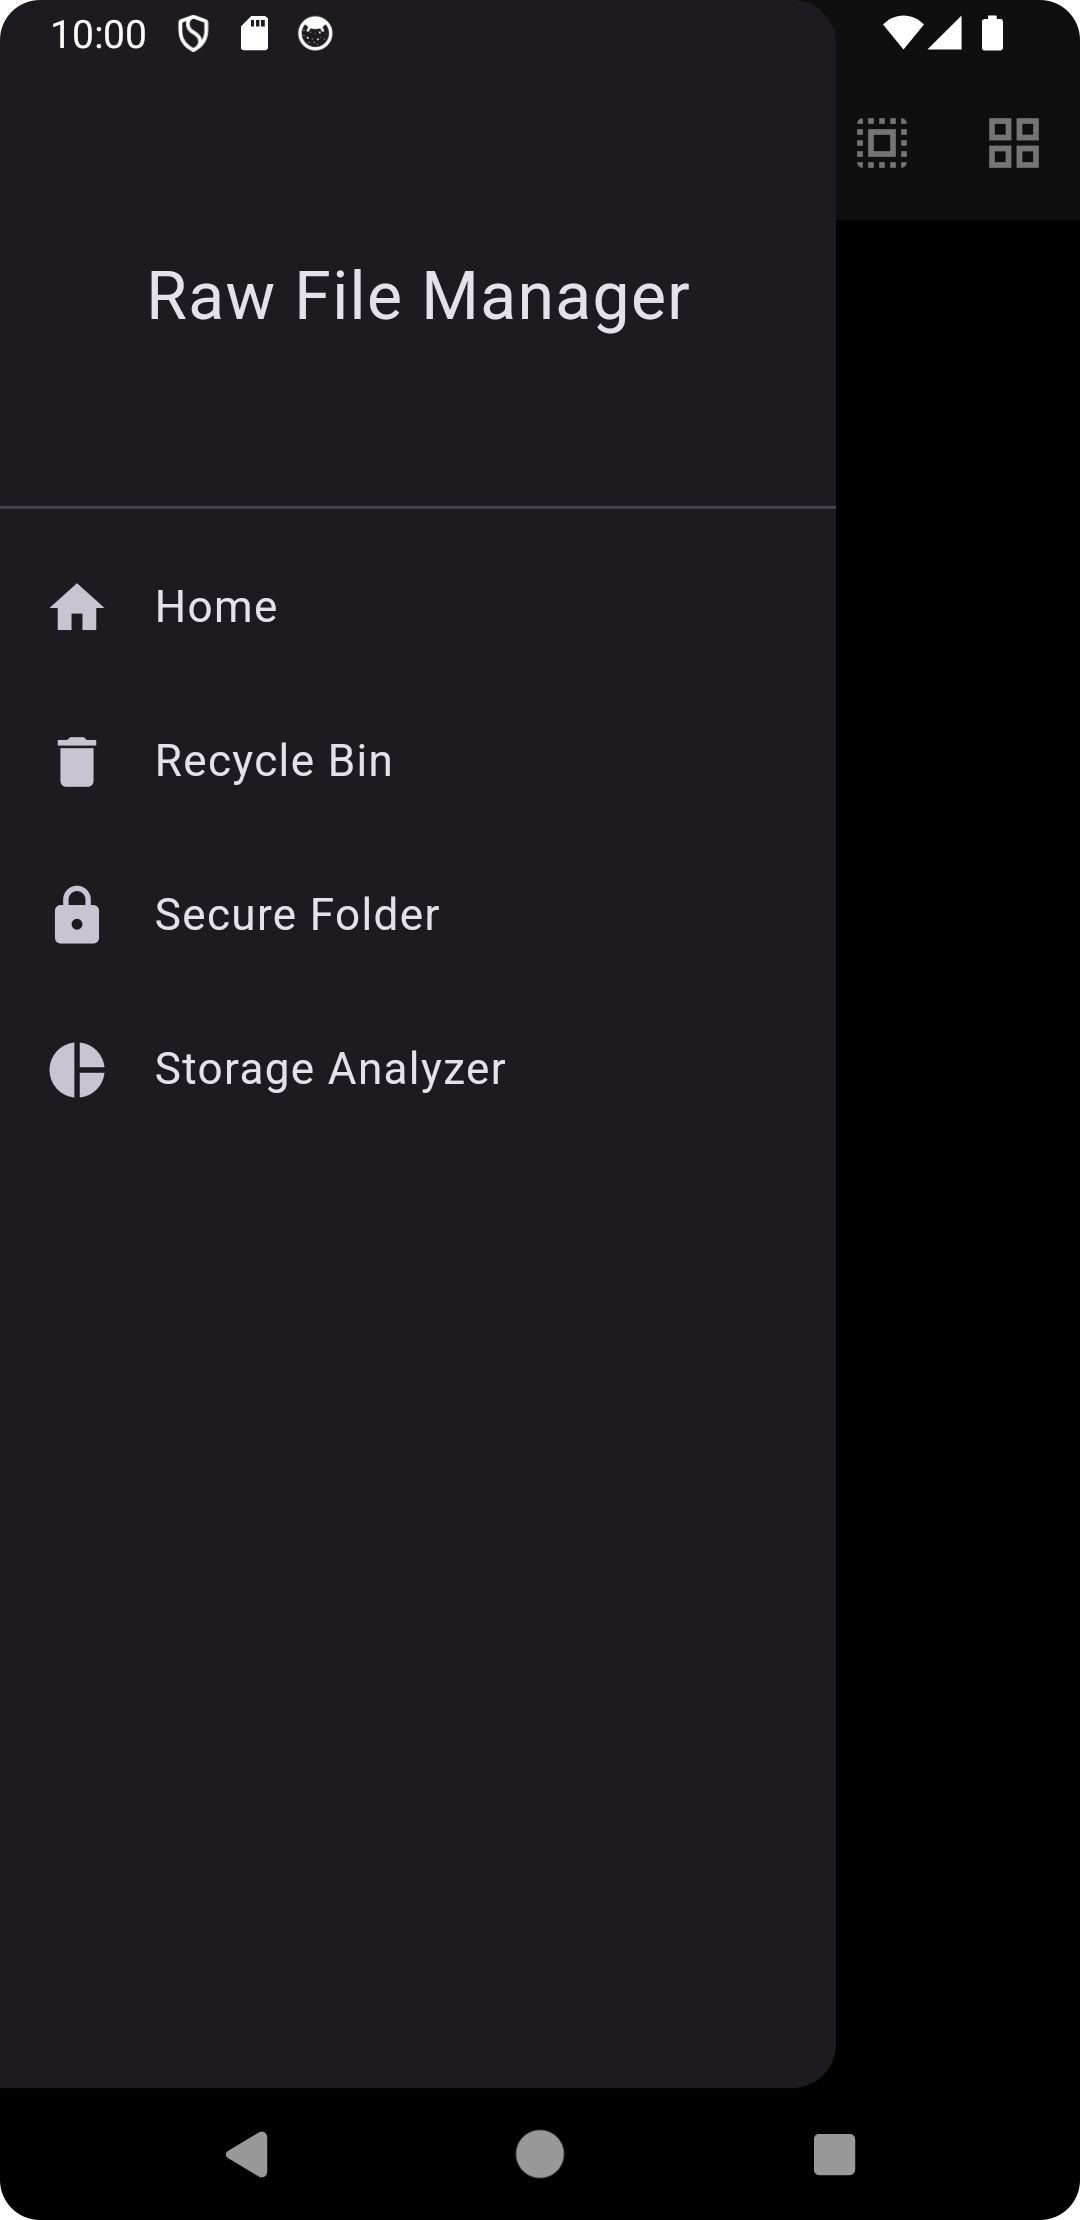 10:00
Raw File Manager
Home
Recycle Bin
Secure Folder
Storage Analyzer